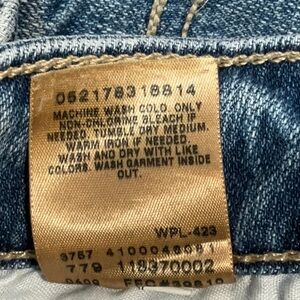 052178318814
MACHINE WASH COLD. ONLY
NON-CHLORINE BLEACH IF
NEEDED. TUMBLE DRY MEDIUM.
WARM IRON IF NEEDED.
WASH AND DRY WITH LIKE
COLORS. WASH GARMENT INSIDE
OUT.
WPL-423
779 118370002